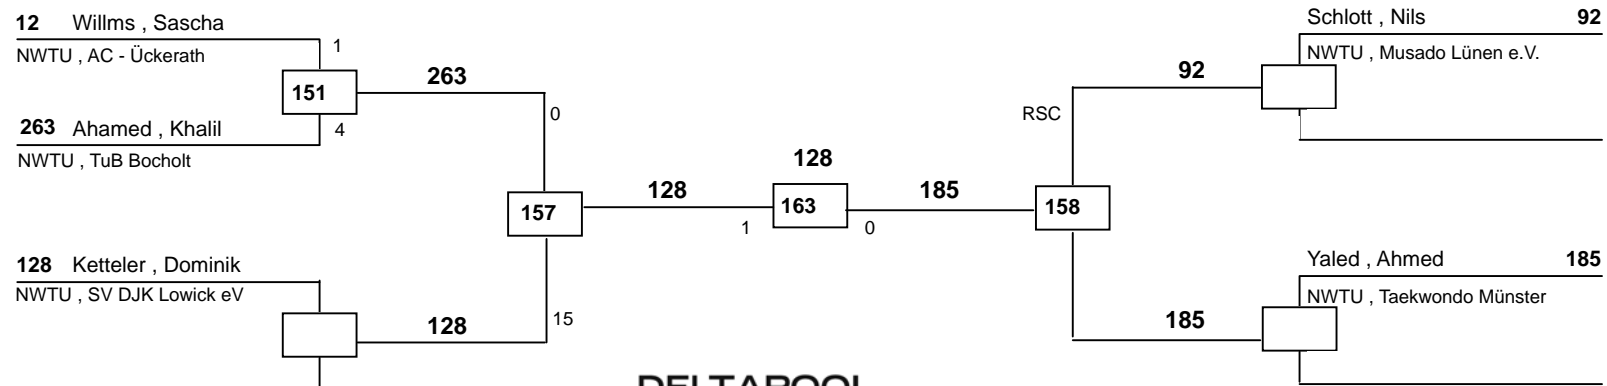 12 Willms , Sascha
NWTU , AC - Ückerath
1
151
263
263 Ahamed , Khalil
4
NWTU , TuB Bocholt
0
157
128
128 Ketteler , Dominik
NWTU , SV DJK Lowick eV
128
15
128
163
1
0
185
158
RSC
92
Schlott , Nils 92
NWTU , Musado Lünen e.V.
Yaled , Ahmed 185
NWTU , Taekwondo Münster
185
DELTAPOOL